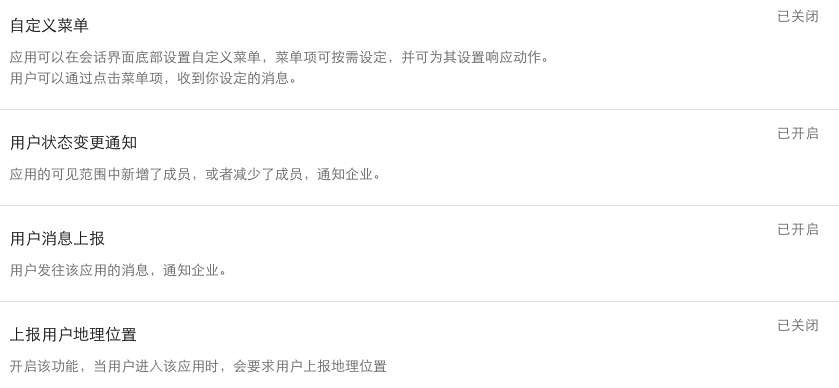 自定义菜单
已关闭
应用可以在会话界面底部设置自定义菜单，菜单项可按需设定，并可为其设置响应动作。
用户可以通过点击菜单项，收到你设定的消息。
用户状态变更通知
已开启
应用的可见范围中新增了成员，或者减少了成员，通知企业。
用户消息上报
已开启
用户发往该应用的消息，通知企业。
上报用户地理位置
已关闭
开启该功能，当用户进入该应用时，会要求用户上报地理位置